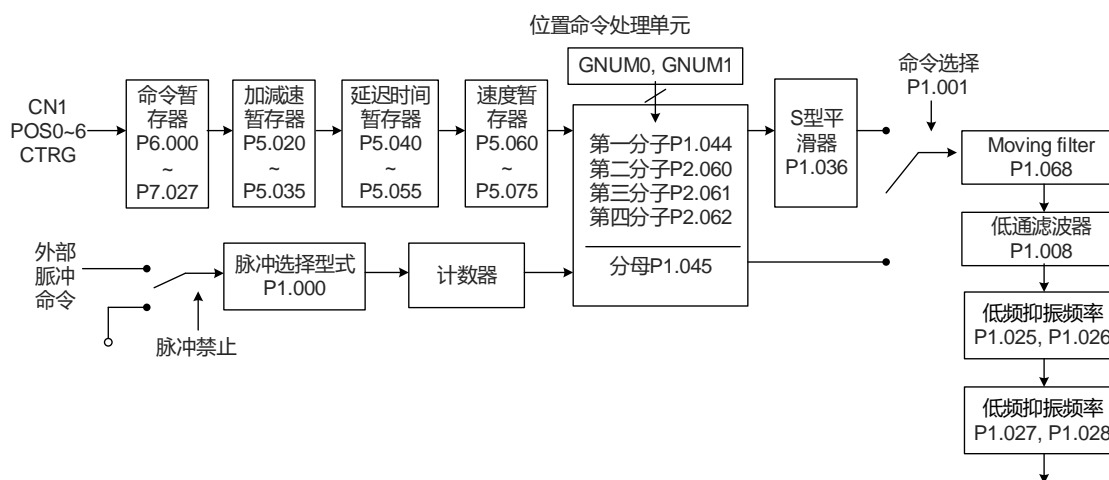 位置命令处理单元
GNUM0, GNUM1
命令选择
P1.001
CN1
POS0~6
CTRG
命令暂
存器
P6.000
~
P7.027
加减速
暂存器
P5.020
~
P5.035
延迟时间
暂存器
P5.040
~
P5.055
速度暂
存器
P5.060
~
P5.075
第一分子P1.044
第二分子P2.060
第三分子P2.061
第四分子P2.062
分母P1.045
S型平
滑器
P1.036
Moving filter
P1.068
低通滤波器
P1.008
低频抑振频率
P1.025, P1.026
低频抑振频率
P1.027, P1.028
外部
脉冲
命令
脉冲禁止
脉冲选择型式
P1.000
计数器